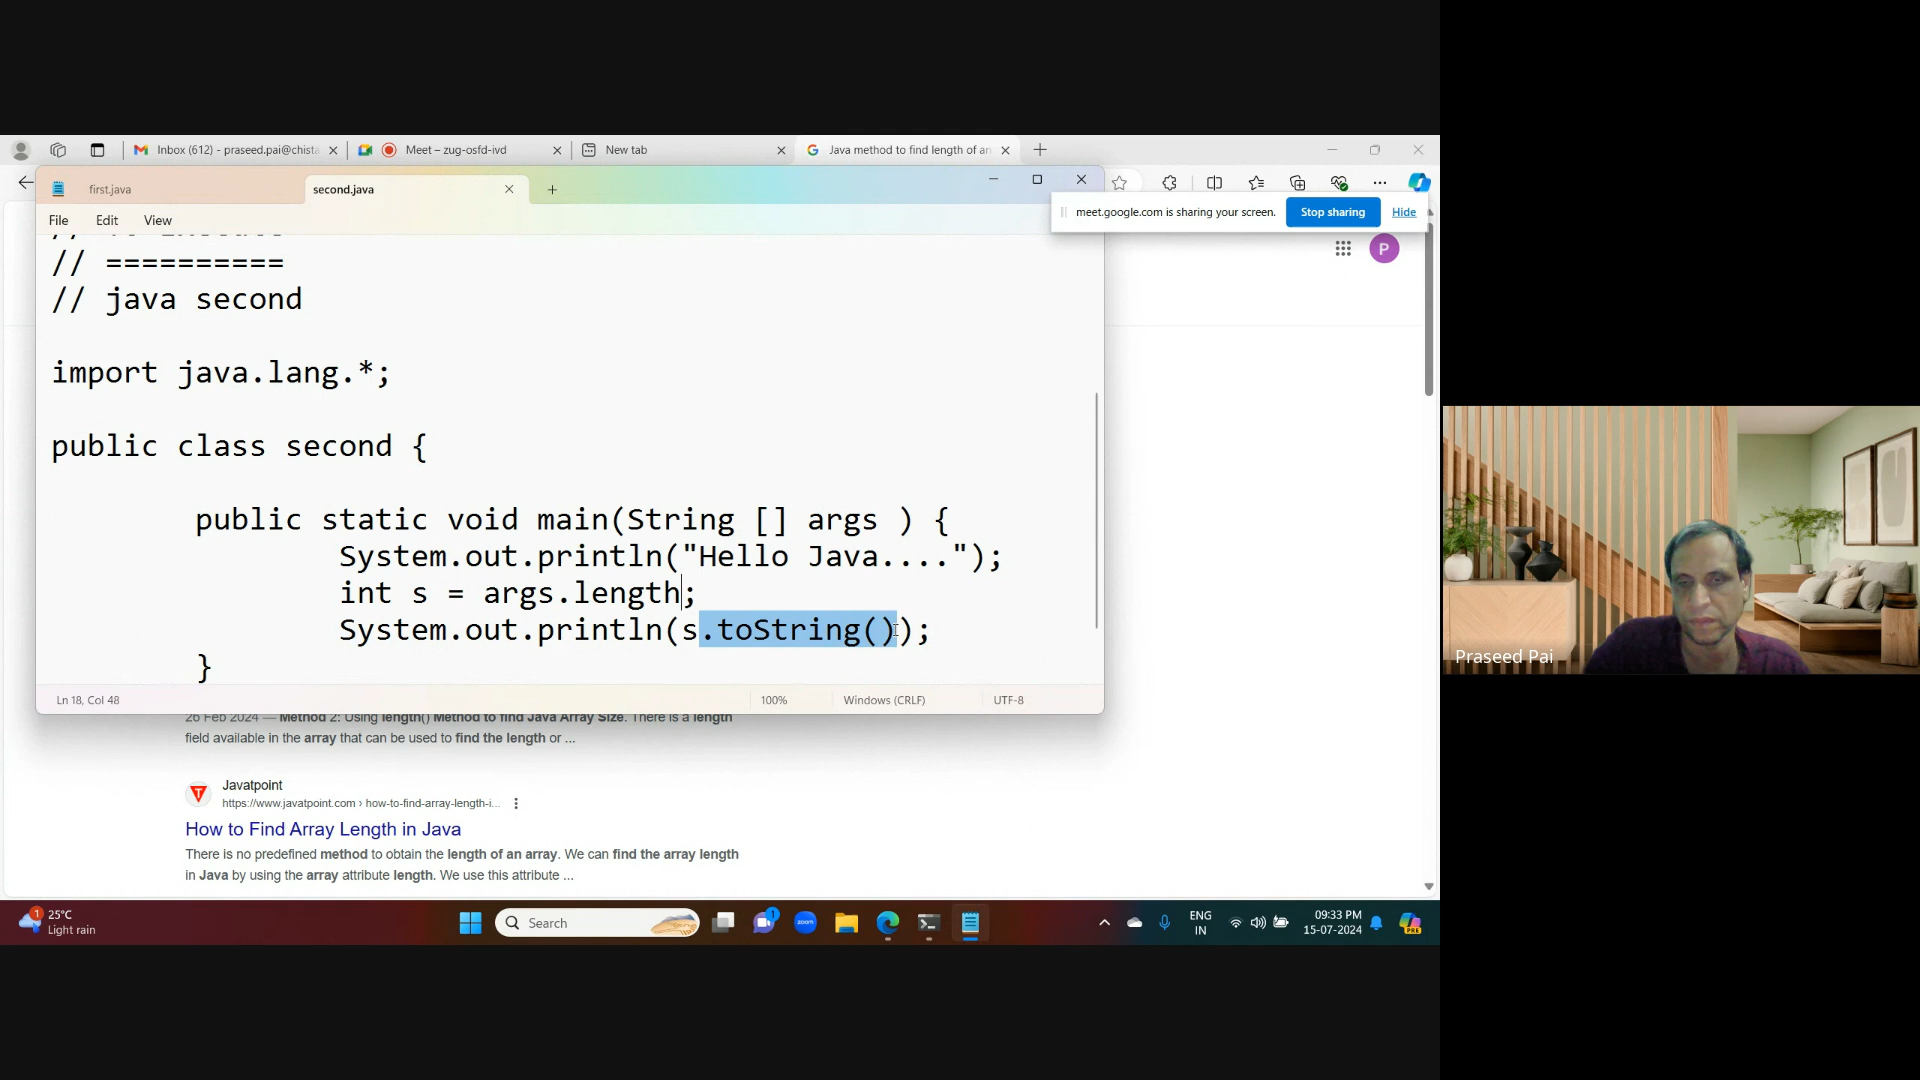 Inbox (612) - praseed.pai@chista
Meet – zug-osfd-ivd
New tab
Java method to find length of an
first.java
second.java
meet.google.com is sharing your screen.
Stop sharing
Hide
File
Edit
View
P
// ==========
// java second
import java.lang.*;
public class second {
public static void main(String [] args ) {
System.out.println("Hello Java....");
int s = args.length;
System.out.println(s.toString());
}
Ln 18, Col 48
100%
Windows (CRLF)
UTF-8
26 Feb 2024 — Method 2: Using length() Method to find Java Array Size. There is a length
field available in the array that can be used to find the length or ...
Javatpoint
https://www.javatpoint.com › how-to-find-array-length-i...
How to Find Array Length in Java
There is no predefined method to obtain the length of an array. We can find the array length
in Java by using the array attribute length. We use this attribute ...
Praseed Pai
1
25°C
Light rain
Search
1
zoom
ENG
IN
09:33 PM
15-07-2024
PRE